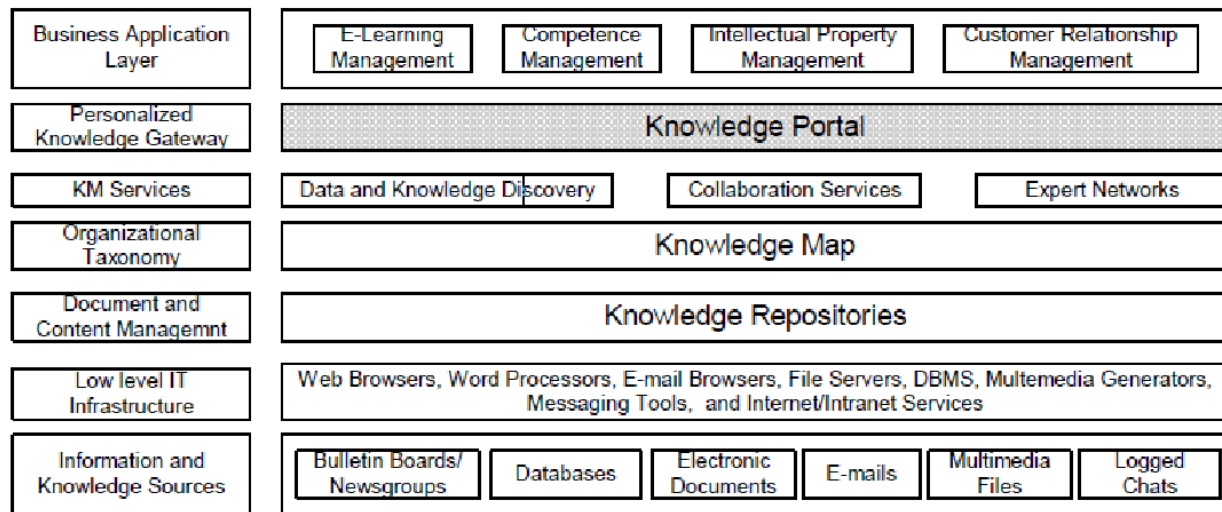 Business Application
Layer
E-Learning
Management
Competence
Management
Intellectual Property
Management
Customer Relationship
Management
Personalized
Knowledge Gateway
Knowledge Portal
KM Services
Data and Knowledge Discovery
Collaboration Services
Expert Networks
Organizational
Taxonomy
Knowledge Map
Document and
Content Managemnt
Knowledge Repositories
Low level IT
Infrastructure
Web Browsers, Word Processors, E-mail Browsers, File Servers, DBMS, Multemedia Generators,
Messaging Tools, and Internet/Intranet Services
Information and
Knowledge Sources
Bulletin Boards/
Newsgroups
Databases
Electronic
Documents
E-mails
Multimedia
Files
Logged
Chats